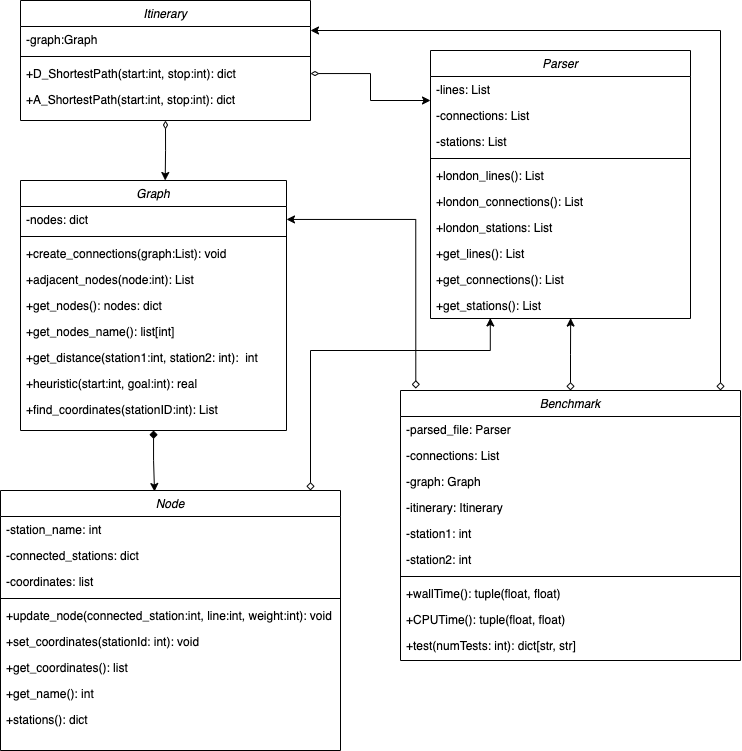 Itinerary
-graph:Graph
+D_ShortestPath(start:int, stop:int): dict
+A_ShortestPath(start:int, stop:int): dict
Parser
-lines: List
-connections: List
-stations: List
+london_lines(): List
+london_connections(): List
+london_stations: List
+get_lines(): List
+get_connections(): List
+get_stations(): List
Graph
-nodes: dict
+create_connections(graph:List): void
+adjacent_nodes(node:int): List
+get_nodes(): nodes: dict
+get_nodes_name(): list[int]
+get_distance(station1:int, station2: int): int
+heuristic(start:int, goal:int): real
+find_coordinates(stationID:int): List
Node
-station_name: int
-connected_stations: dict
-coordinates: list
+update_node(connected_station:int, line:int, weight:int): void
+set_coordinates(stationId: int): void
+get_coordinates(): list
+get_name(): int
+stations(): dict
Benchmark
-parsed_file: Parser
-connections: List
-graph: Graph
-itinerary: Itinerary
-station1: int
-station2: int
+wallTime(): tuple(float, float)
+CPUTime(): tuple(float, float)
+test(numTests: int): dict[str, str]